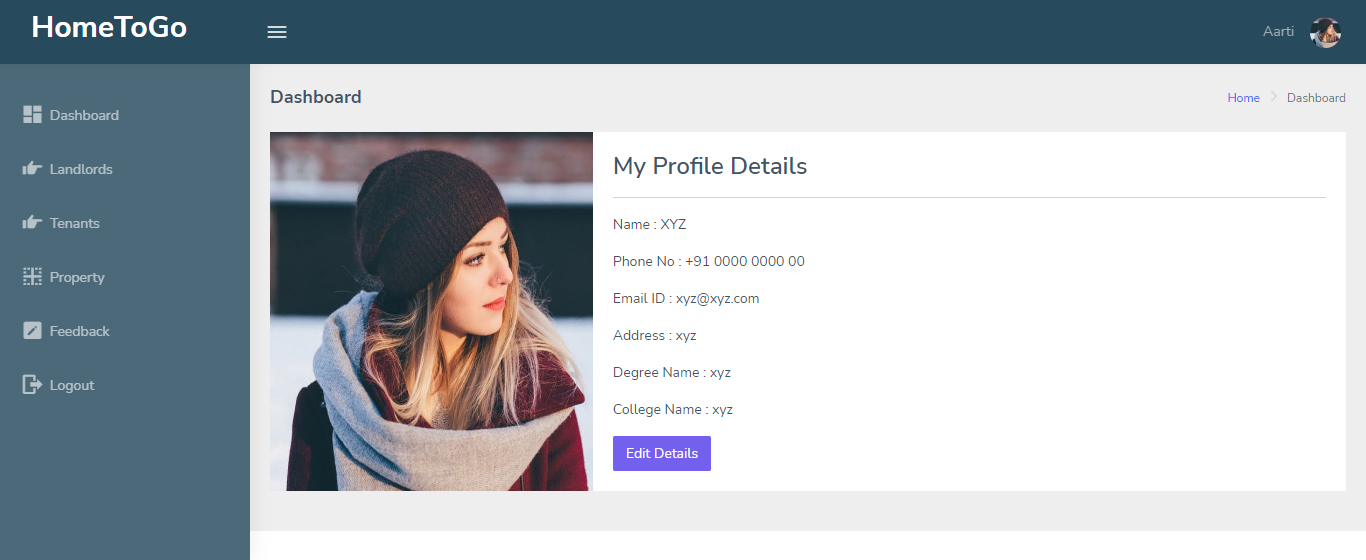 HomeToGo
Aarti
Dashboard
Landlords
Tenants
Property
Feedback
Logout
Dashboard
Home
Dashboard
My Profile Details
Name : XYZ
Phone No : +91 0000 0000 00
Email ID : xyz@xyz.com
Address : xyz
Degree Name : xyz
College Name : xyz
Edit Details